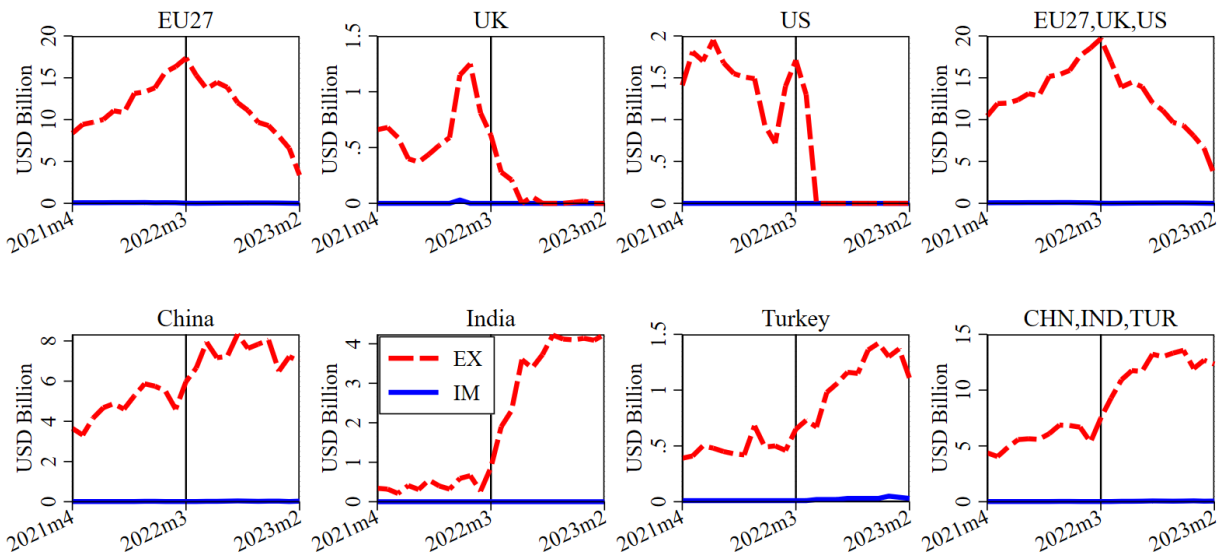 EU27
USD Billion
20
15
10
5
0
2021m4
2022m3
2023m2
UK
USD Billion
1.5
1
.5
0
2021m4
2022m3
2023m2
US
USD Billion
2
1.5
1
.5
0
2021m4
2022m3
2023m2
EU27,UK,US
USD Billion
20
15
10
5
0
2021m4
2022m3
2023m2
China
USD Billion
8
6
4
2
0
2021m4
2022m3
2023m2
India
USD Billion
4
3
2
1
0
EX
IM
2021m4
2022m3
2023m2
Turkey
USD Billion
1.5
1
.5
0
2021m4
2022m3
2023m2
CHN,IND,TUR
USD Billion
15
10
5
0
2021m4
2022m3
2023m2